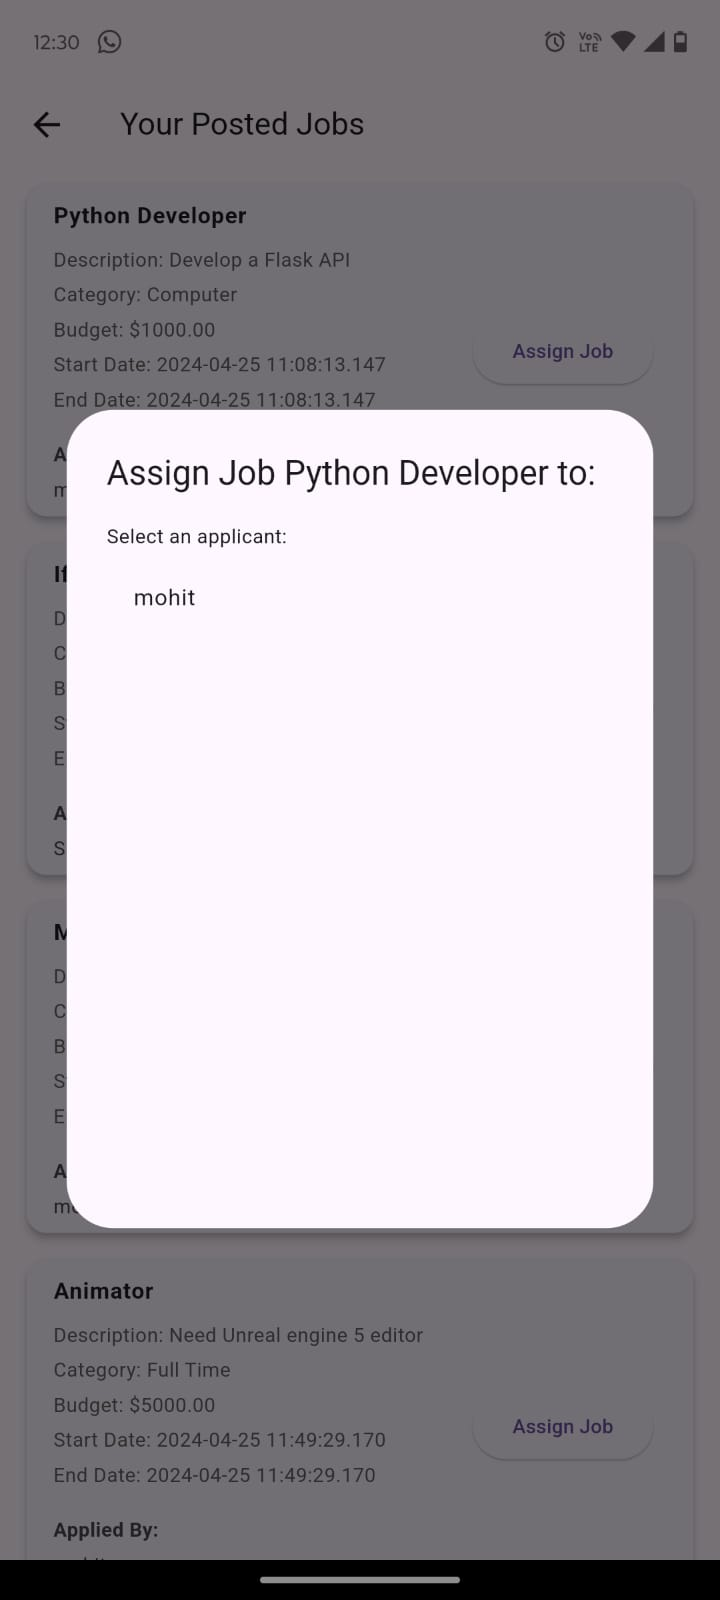 12:30
Vo LTE
Your Posted Jobs
Python Developer
Description: Develop a Flask API
Category: Computer
Budget: $1000.00
Start Date: 2024-04-25 11:08:13.147
Assign Job
End Date: 2024-04-25 11:08:13.147
Assign Job Python Developer to:
Select an applicant:
mohit
Animator
Description: Need Unreal engine 5 editor
Category: Full Time
Budget: $5000.00
Start Date: 2024-04-25 11:49:29.170
Assign Job
End Date: 2024-04-25 11:49:29.170
Applied By: